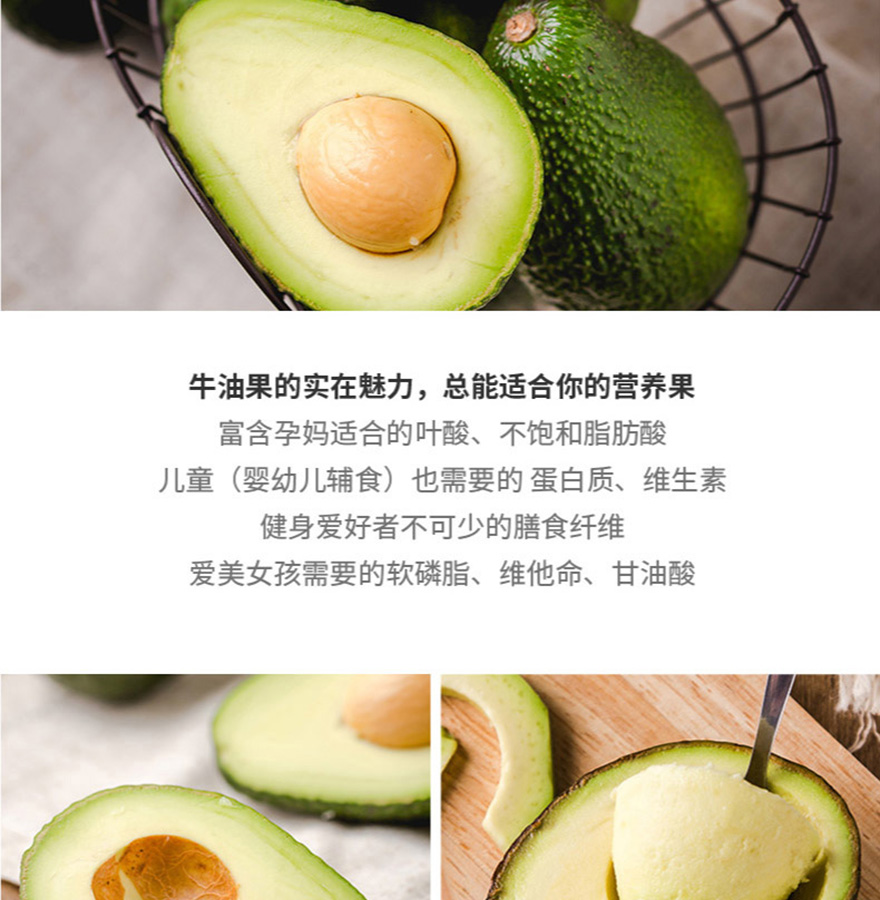 牛油果的实在魅力，总能适合你的营养果
富含孕妈适合的叶酸、不饱和脂肪酸
儿童（婴幼儿辅食）也需要的 蛋白质、维生素
健身爱好者不可少的膳食纤维
爱美女孩需要的软磷脂、维他命、甘油酸